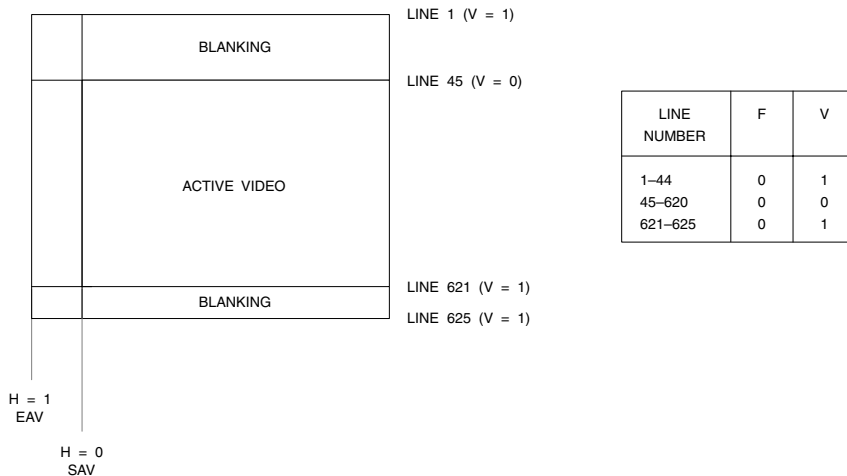 LINE 1 (V = 1)
BLANKING
LINE 45 (V = 0)
ACTIVE VIDEO
LINE 621 (V = 1)
BLANKING
LINE 625 (V = 1)
H = 1
EAV
H = 0
SAV
LINE NUMBER F V
1–44 0 1
45–620 0 0
621–625 0 1